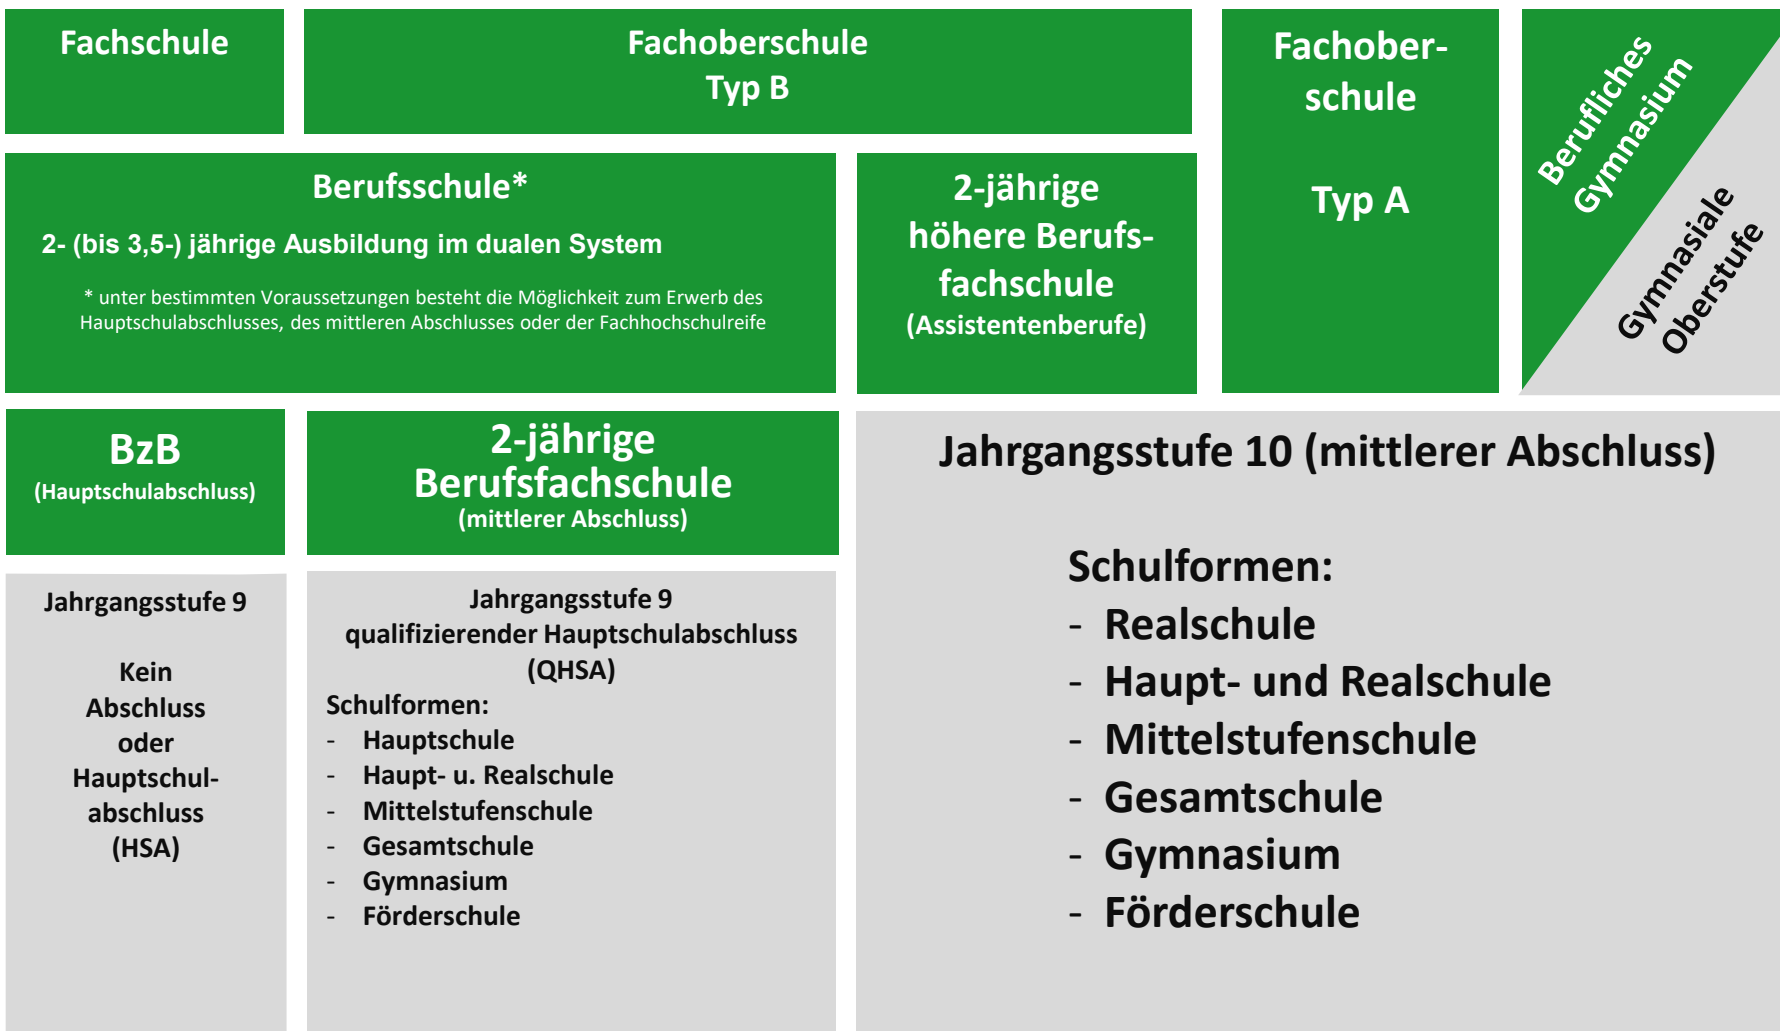 Fachschule
Fachoberschule
Typ B
Fachober-
schule
Typ A
Berufliches
Gymnasium
Gymnasiale
Oberstufe
Berufsschule*
2- (bis 3,5-) jährige Ausbildung im dualen System
* unter bestimmten Voraussetzungen besteht die Möglichkeit zum Erwerb des
Hauptschulabschlusses, des mittleren Abschlusses oder der Fachhochschulreife
2-jährige
höhere Berufs-
fachschule
(Assistentenberufe)
BzB
(Hauptschulabschluss)
2-jährige
Berufsfachschule
(mittlerer Abschluss)
Jahrgangsstufe 10 (mittlerer Abschluss)
Schulformen:
- Realschule
- Haupt- und Realschule
- Mittelstufenschule
- Gesamtschule
- Gymnasium
- Förderschule
Jahrgangsstufe 9
Kein
Abschluss
oder
Hauptschul-
abschluss
(HSA)
Jahrgangsstufe 9
qualifizierender Hauptschulabschluss
(QHSA)
Schulformen:
- Hauptschule
- Haupt- u. Realschule
- Mittelstufenschule
- Gesamtschule
- Gymnasium
- Förderschule